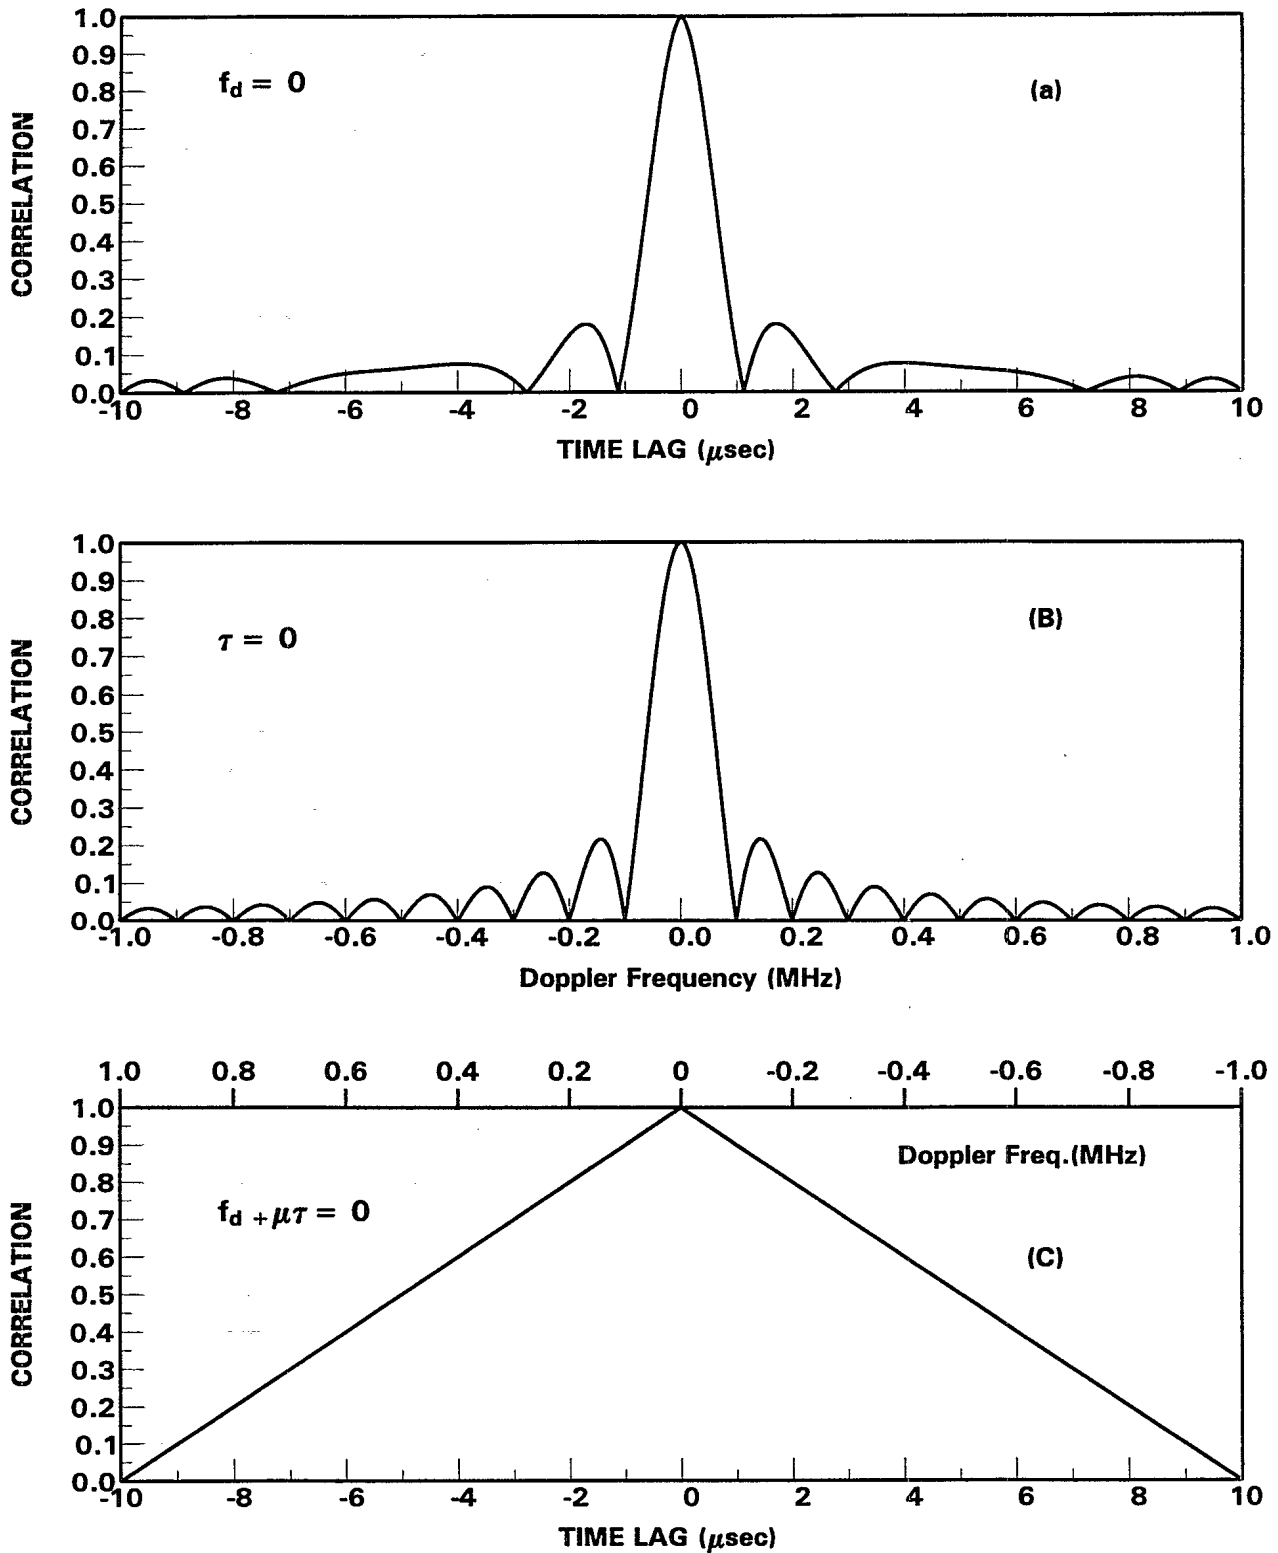 1.0
0.9
0.8
0.7
0.6
0.5
0.4
0.3
0.2
0.1
0.0
CORRELATION
f_d = 0
(a)
-10 -8 -6 -4 -2 0 2 4 6 8 10
TIME LAG (μsec)
1.0
0.9
0.8
0.7
0.6
0.5
0.4
0.3
0.2
0.1
0.0
CORRELATION
τ = 0
(B)
-1.0 -0.8 -0.6 -0.4 -0.2 0.0 0.2 0.4 0.6 0.8 1.0
Doppler Frequency (MHz)
1.0 0.8 0.6 0.4 0.2 0 -0.2 -0.4 -0.6 -0.8 -1.0
1.0
0.9
0.8
0.7
0.6
0.5
0.4
0.3
0.2
0.1
0.0
CORRELATION
Doppler Freq.(MHz)
f_d + μτ = 0
(C)
-10 -8 -6 -4 -2 0 2 4 6 8 10
TIME LAG (μsec)